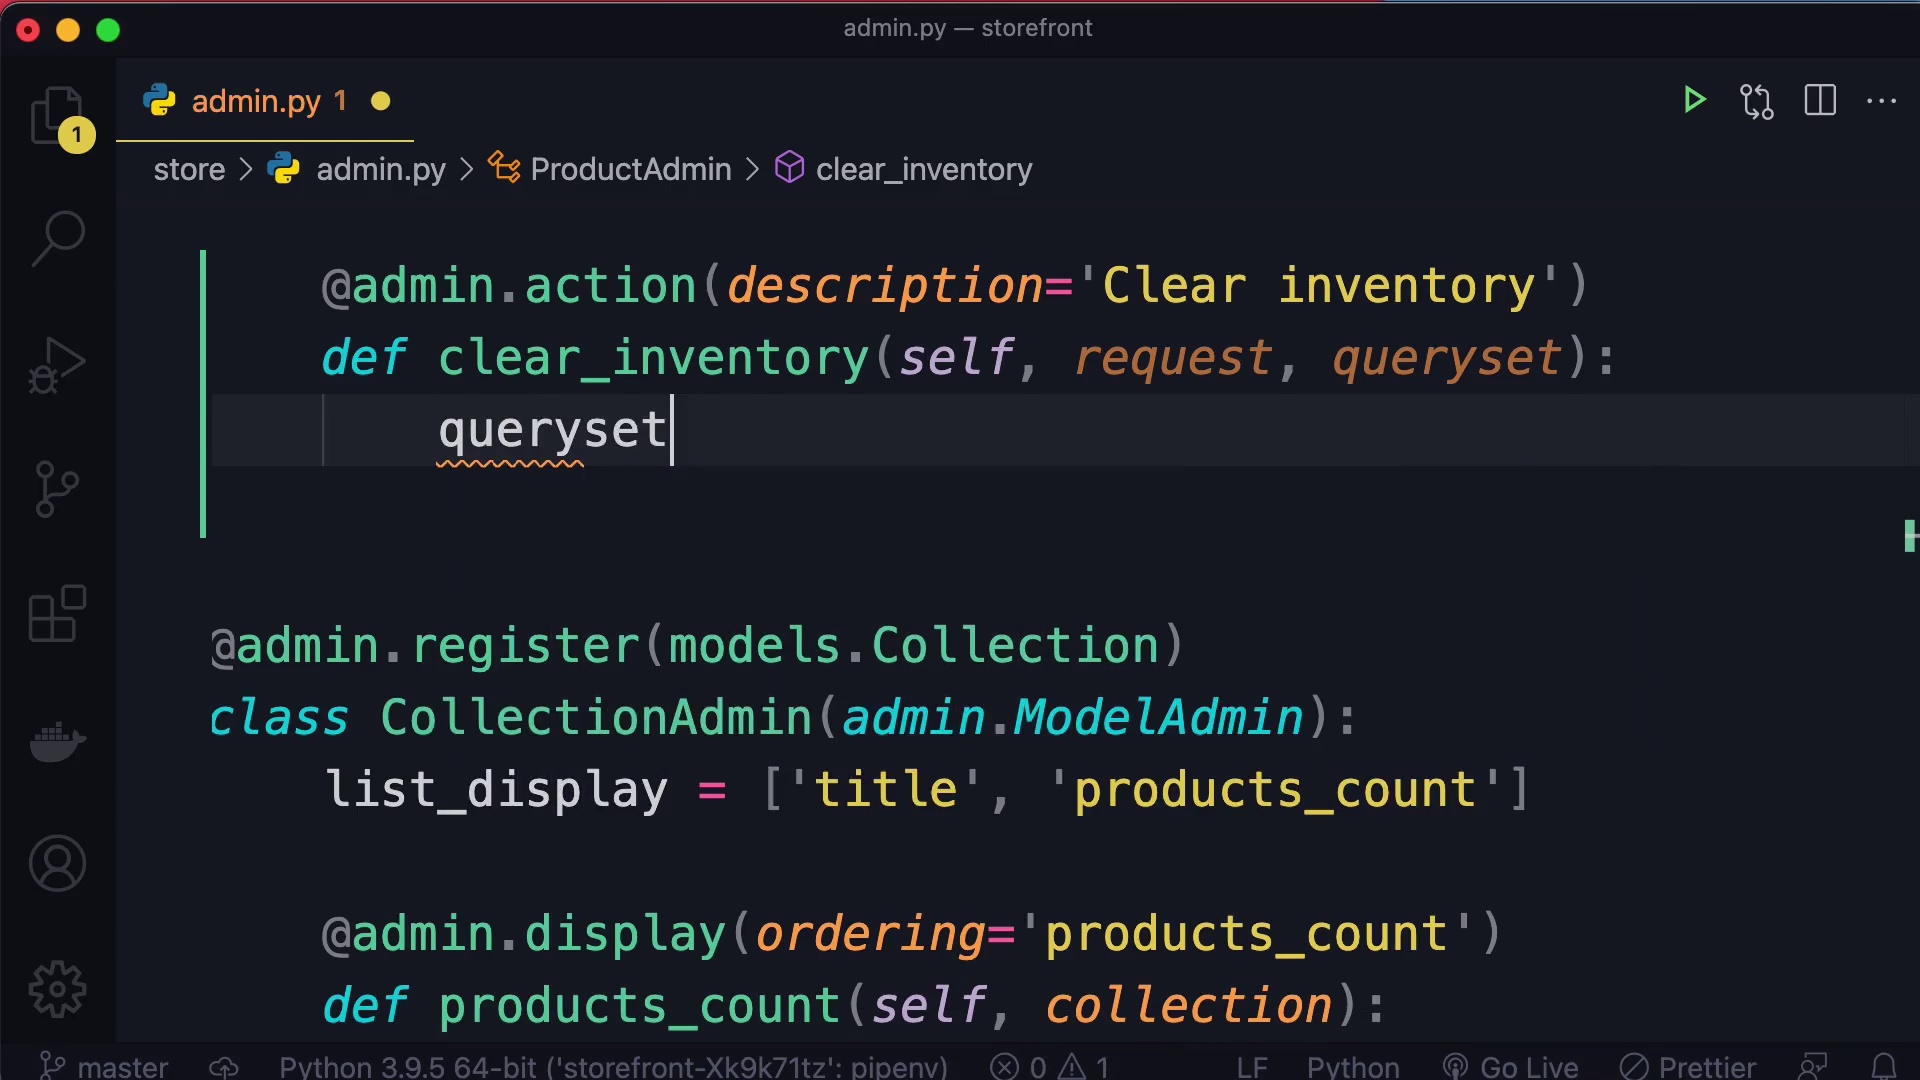 admin.py — storefront
admin.py 1
1
store > admin.py > ProductAdmin > clear_inventory
@admin.action(description='Clear inventory')
def clear_inventory(self, request, queryset):
queryset
@admin.register(models.Collection)
class CollectionAdmin(admin.ModelAdmin):
list_display = ['title', 'products_count']
@admin.display(ordering='products_count')
def products_count(self, collection):
master Python 3.9.5 64-bit ('storefront-Xk9k71tz': pipenv) 0 1 LF Python Go Live Prettier